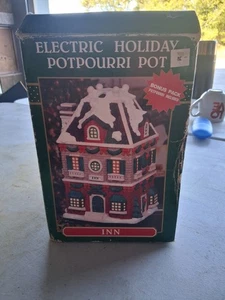 ELECTRIC HOLIDAY
POTPOURRI POT
BONUS PACK
INN